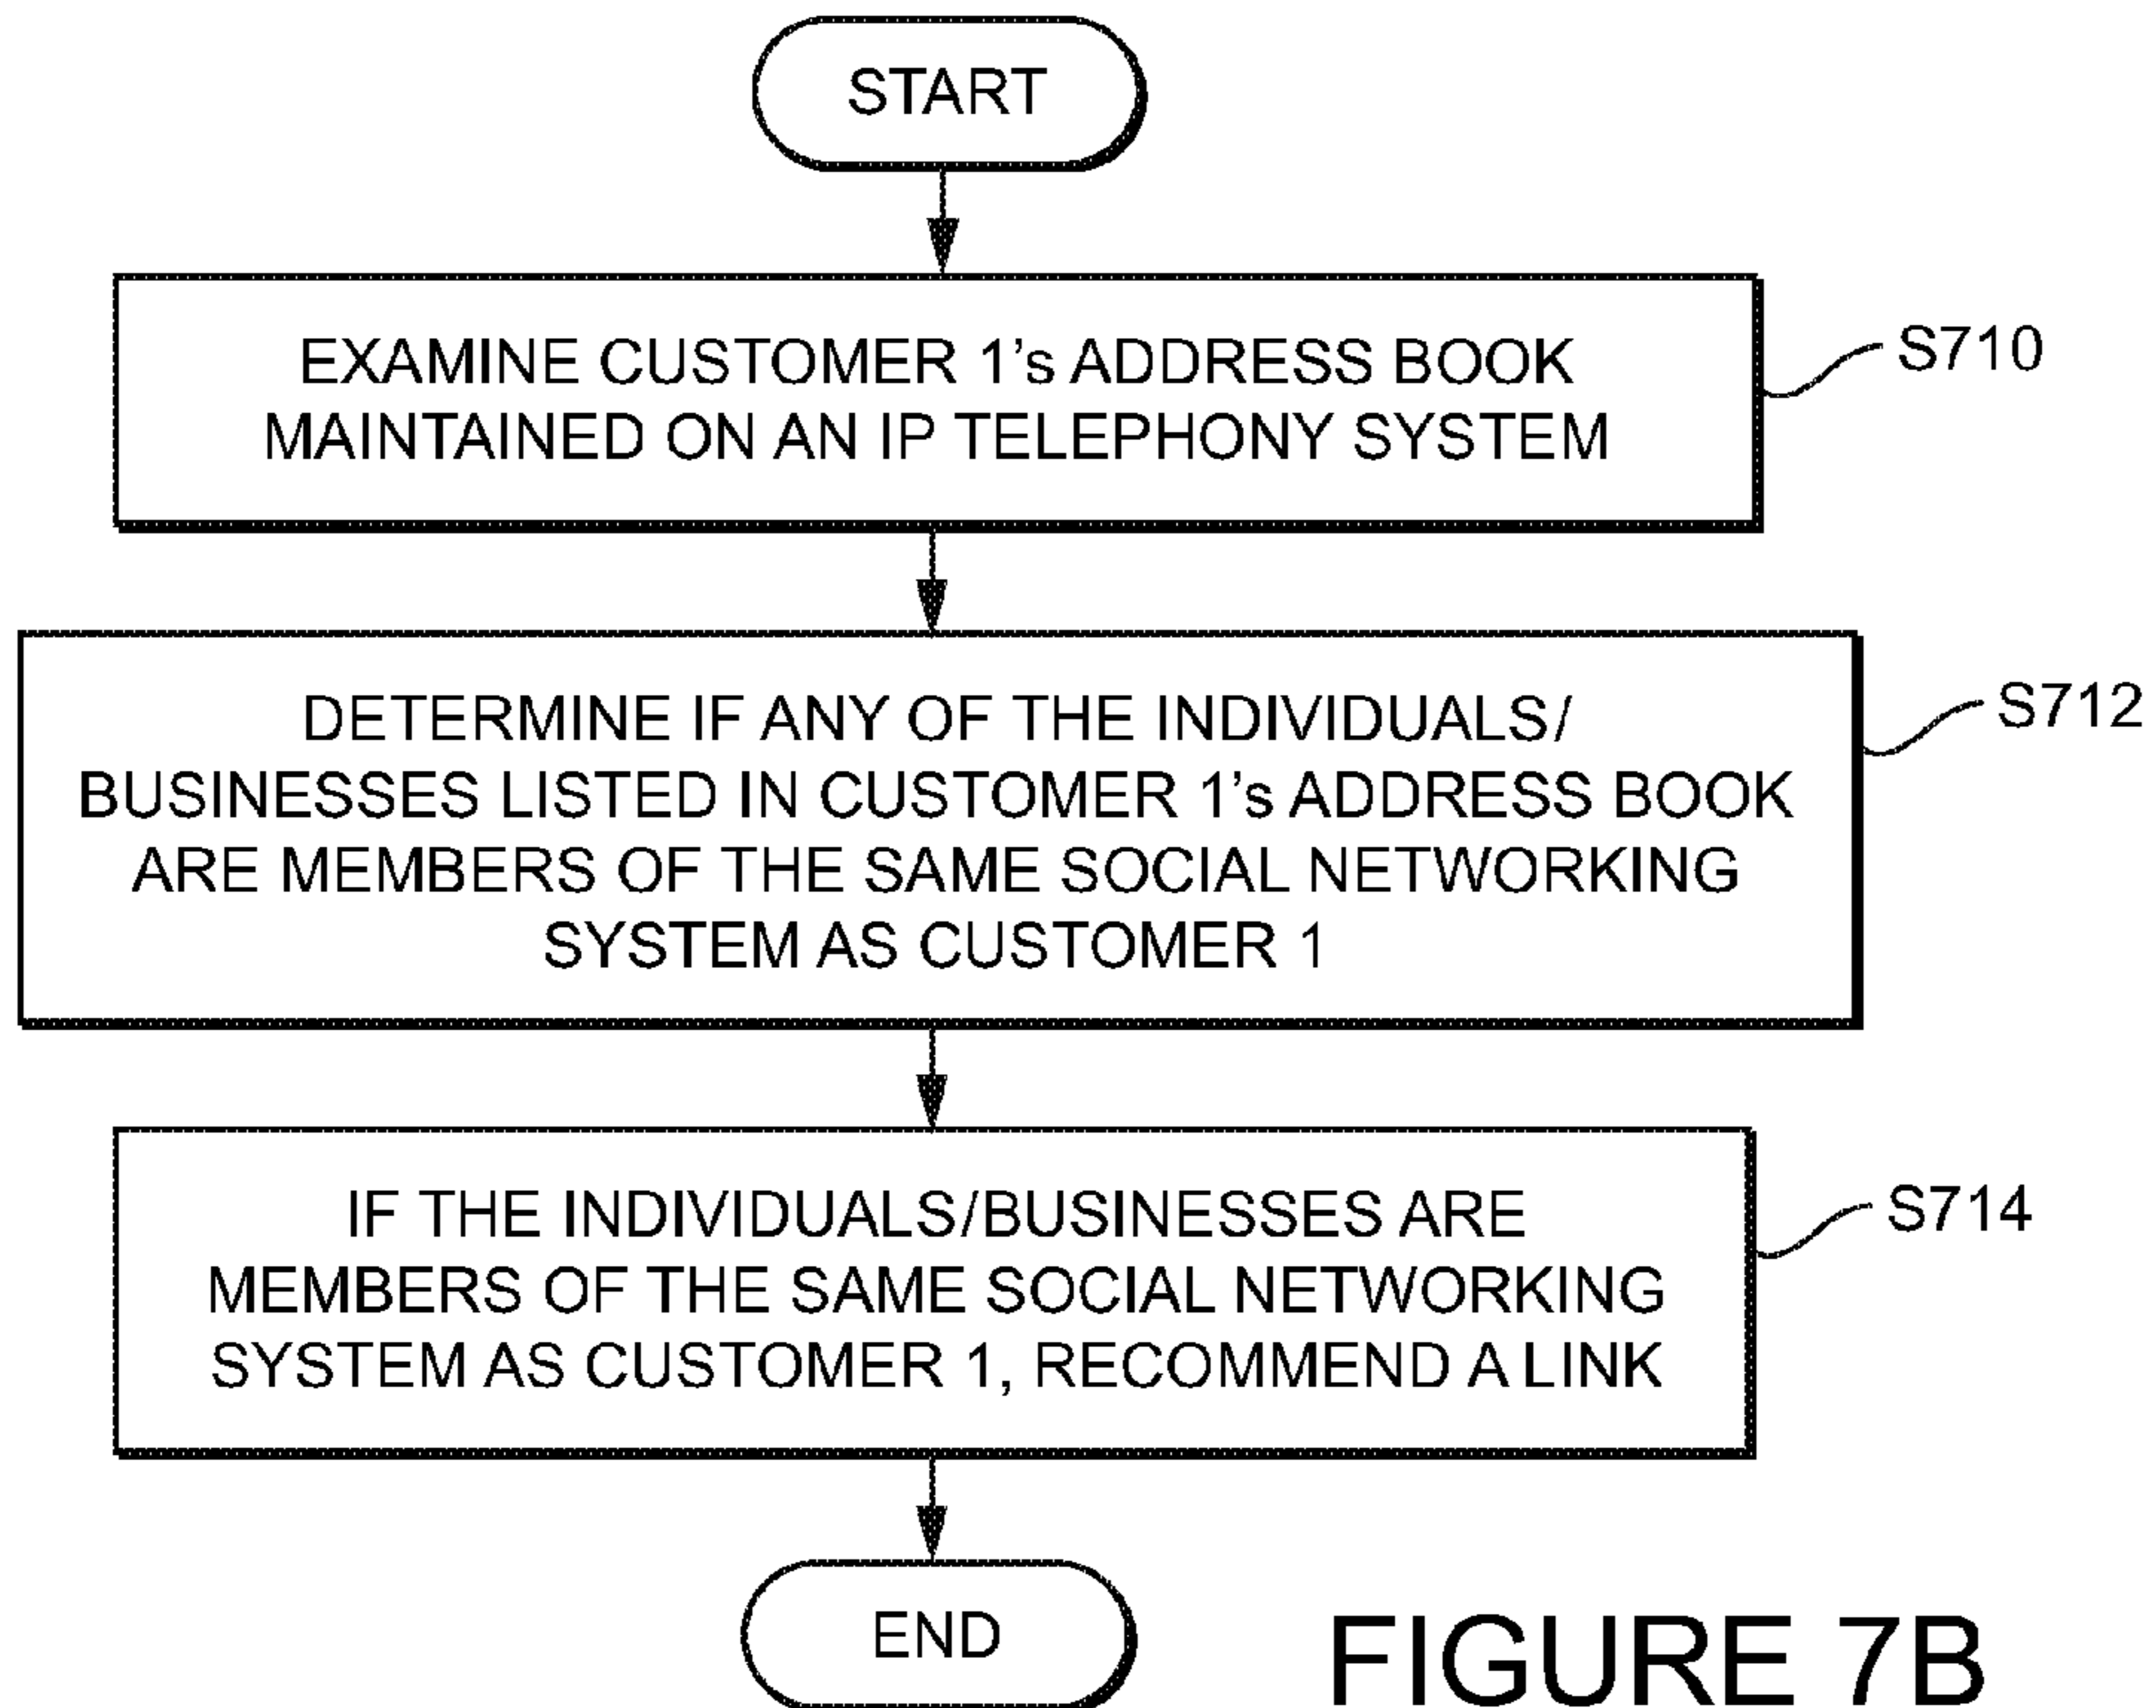 START
EXAMINE CUSTOMER 1's ADDRESS BOOK
MAINTAINED ON AN IP TELEPHONY SYSTEM
S710
DETERMINE IF ANY OF THE INDIVIDUALS/
BUSINESSES LISTED IN CUSTOMER 1's ADDRESS BOOK
ARE MEMBERS OF THE SAME SOCIAL NETWORKING
SYSTEM AS CUSTOMER 1
S712
IF THE INDIVIDUALS/BUSINESSES ARE
MEMBERS OF THE SAME SOCIAL NETWORKING
SYSTEM AS CUSTOMER 1, RECOMMEND A LINK
S714
END
FIGURE 7B